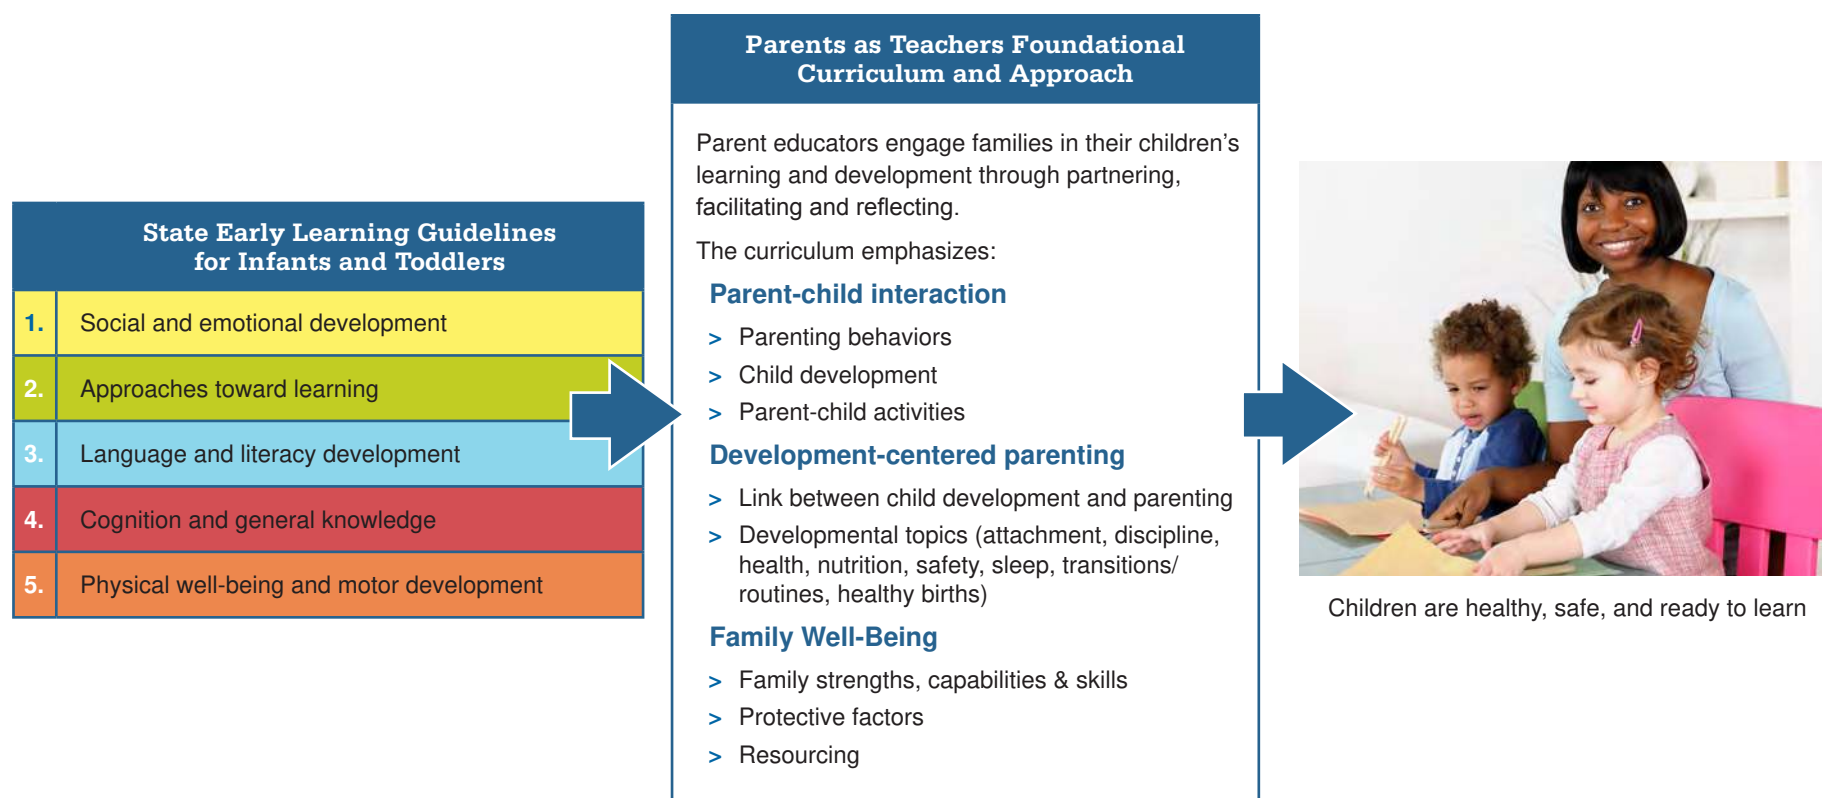 State Early Learning Guidelines
for Infants and Toddlers
1. Social and emotional development
2. Approaches toward learning
3. Language and literacy development
4. Cognition and general knowledge
5. Physical well-being and motor development
Parents as Teachers Foundational
Curriculum and Approach
Parent educators engage families in their children’s
learning and development through partnering,
facilitating and reflecting.
The curriculum emphasizes:
Parent-child interaction
> Parenting behaviors
> Child development
> Parent-child activities
Development-centered parenting
> Link between child development and parenting
> Developmental topics (attachment, discipline,
health, nutrition, safety, sleep, transitions/
routines, healthy births)
Family Well-Being
> Family strengths, capabilities & skills
> Protective factors
> Resourcing
Children are healthy, safe, and ready to learn